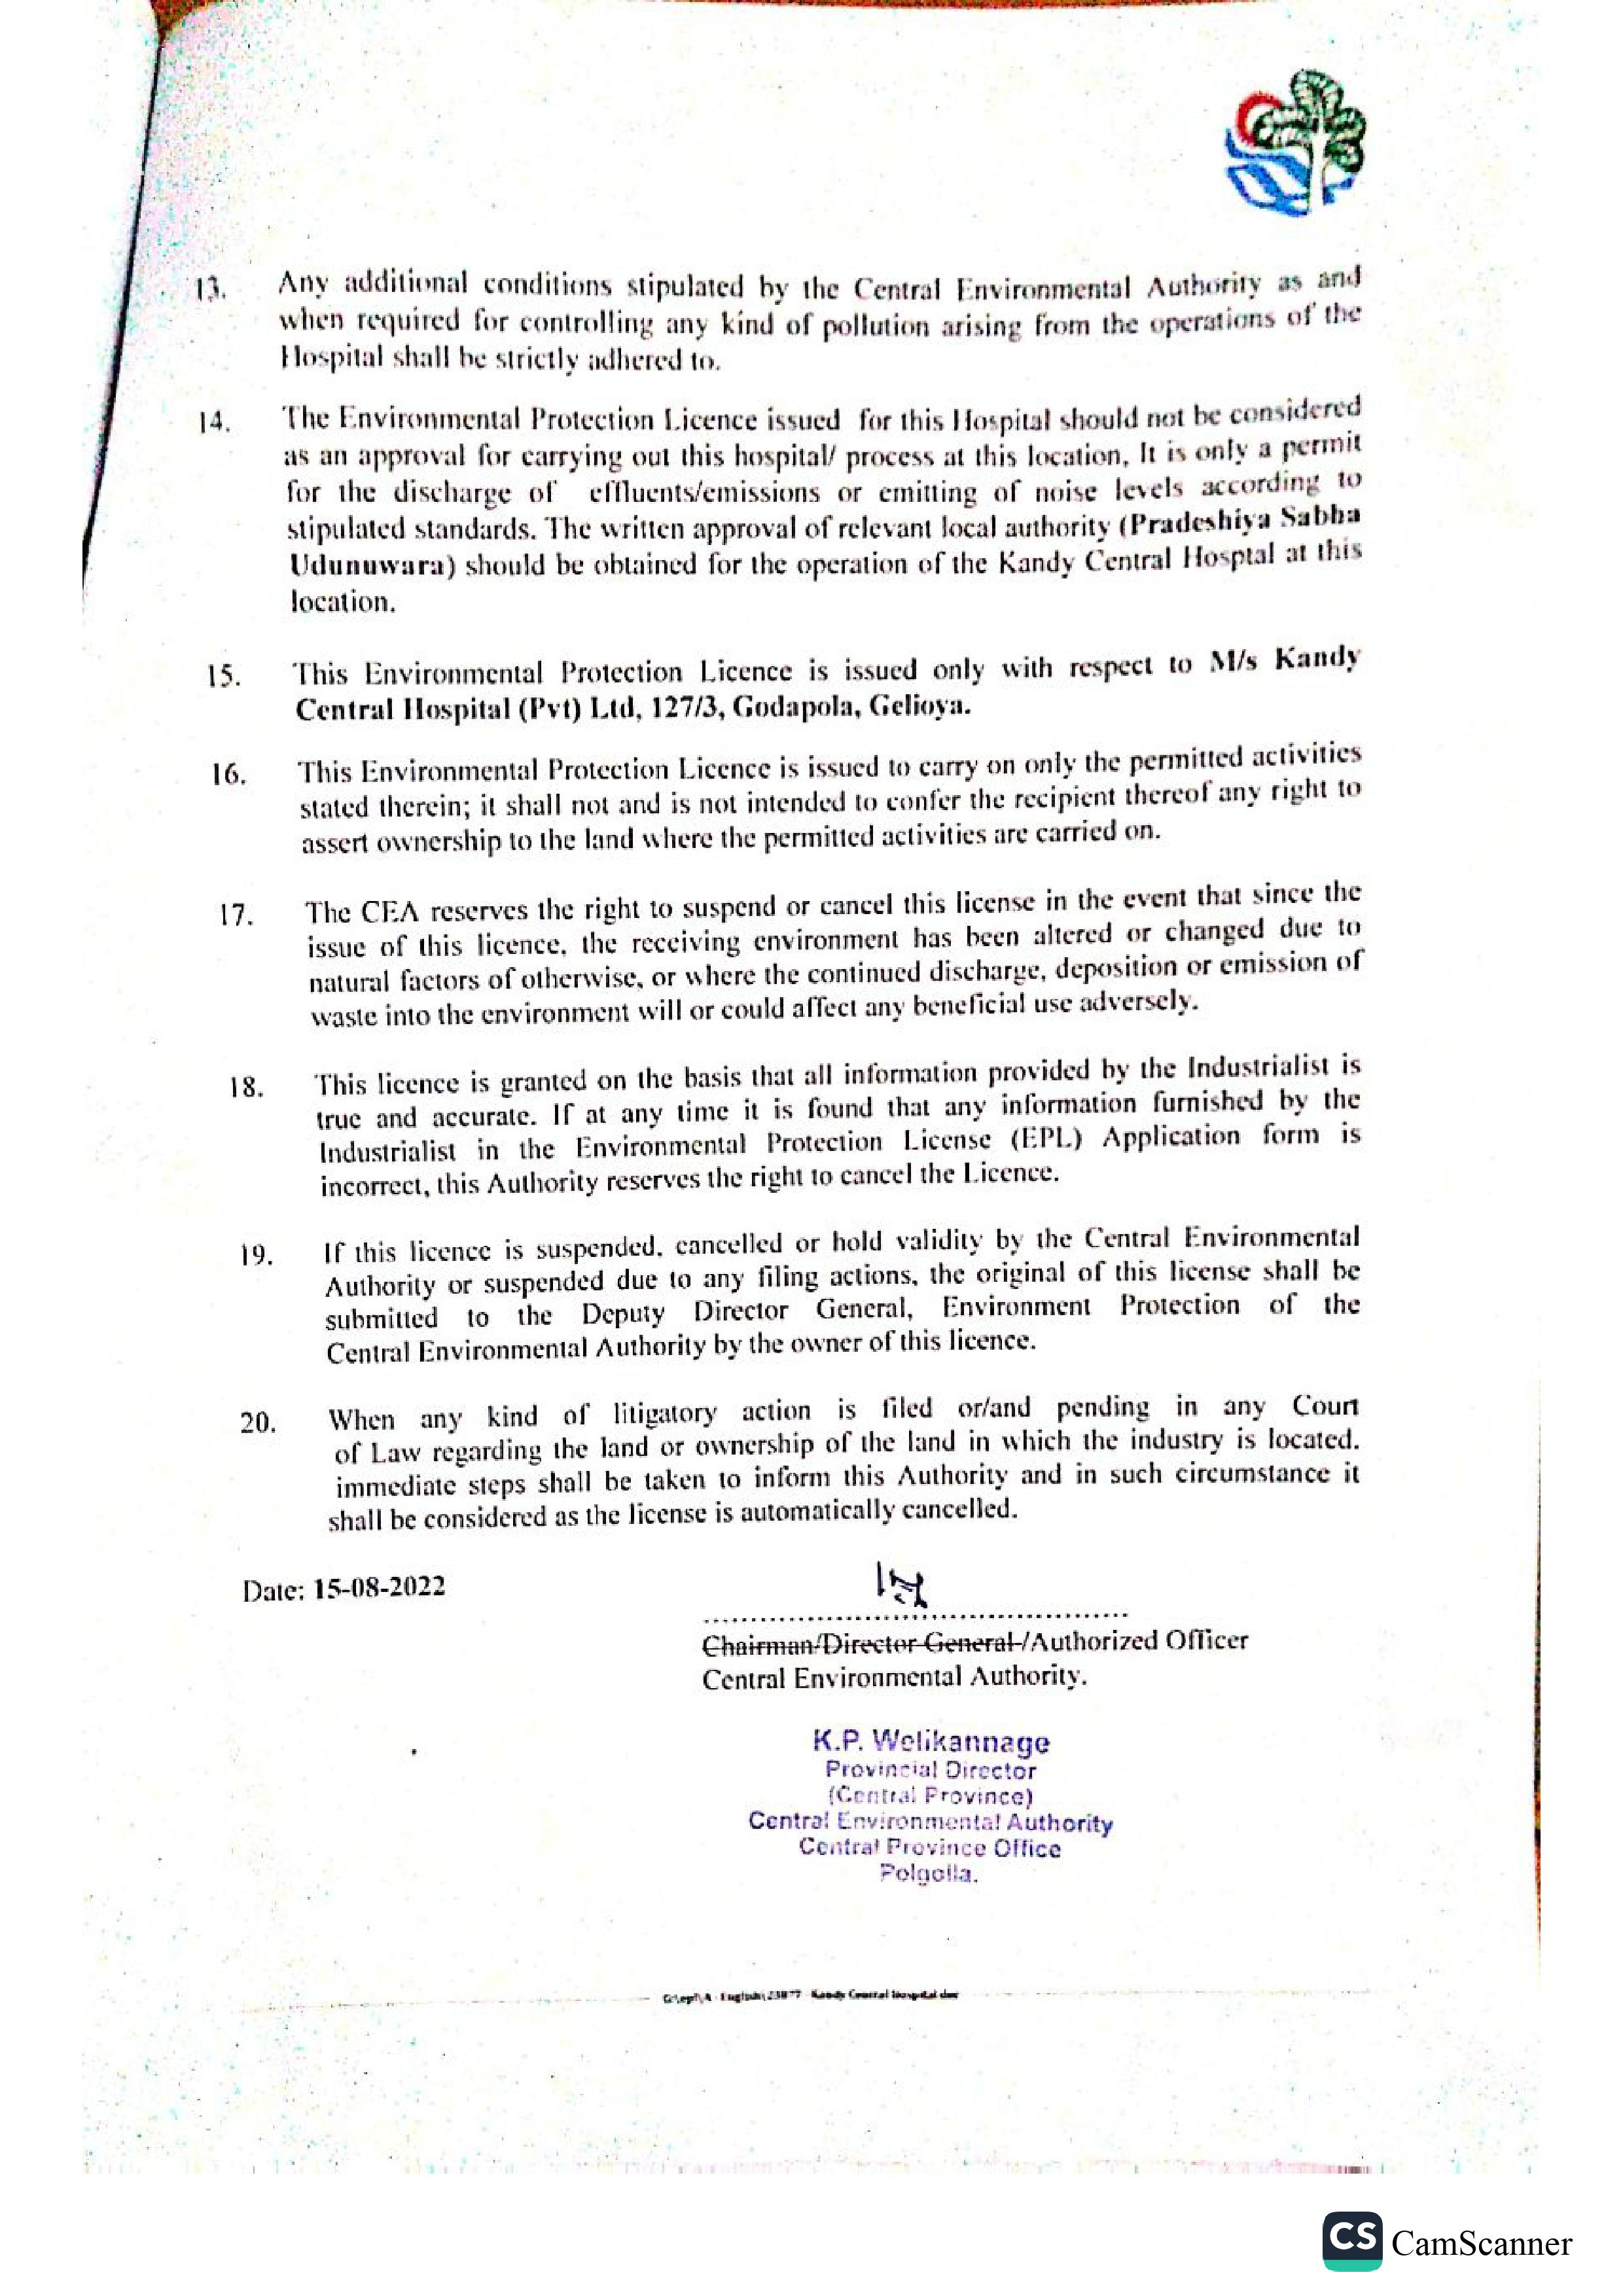 13. Any additional conditions stipulated by the Central Environmental Authority as and
when required for controlling any kind of pollution arising from the operations of the
Hospital shall be strictly adhered to.
14. The Environmental Protection Licence issued for this Hospital should not be considered
as an approval for carrying out this hospital/ process at this location, It is only a permit
for the discharge of effluents/emissions or emitting of noise levels according to
stipulated standards. The written approval of relevant local authority (Pradeshiya Sabha
Udunuwara) should be obtained for the operation of the Kandy Central Hosptal at this
location.
15. This Environmental Protection Licence is issued only with respect to M/s Kandy
Central Hospital (Pvt) Ltd, 127/3, Godapola, Gelioya.
16. This Environmental Protection Licence is issued to carry on only the permitted activities
stated therein; it shall not and is not intended to confer the recipient thereof any right to
assert ownership to the land where the permitted activities are carried on.
17. The CEA reserves the right to suspend or cancel this license in the event that since the
issue of this licence, the receiving environment has been altered or changed due to
natural factors of otherwise, or where the continued discharge, deposition or emission of
waste into the environment will or could affect any beneficial use adversely.
18. This licence is granted on the basis that all information provided by the Industrialist is
true and accurate. If at any time it is found that any information furnished by the
Industrialist in the Environmental Protection License (EPL) Application form is
incorrect, this Authority reserves the right to cancel the Licence.
19. If this licence is suspended, cancelled or hold validity by the Central Environmental
Authority or suspended due to any filing actions, the original of this license shall be
submitted to the Deputy Director General, Environment Protection of the
Central Environmental Authority by the owner of this licence.
20. When any kind of litigatory action is filed or/and pending in any Court
of Law regarding the land or ownership of the land in which the industry is located,
immediate steps shall be taken to inform this Authority and in such circumstance it
shall be considered as the license is automatically cancelled.
Date: 15-08-2022
Chairman/Director General /Authorized Officer
Central Environmental Authority.
K.P. Welikannage
Provincial Director
(Central Province)
Central Environmental Authority
Central Province Office
Polgolla.
G:\epl\A - English\23877 - Kandy Central Hospital doc
CS CamScanner